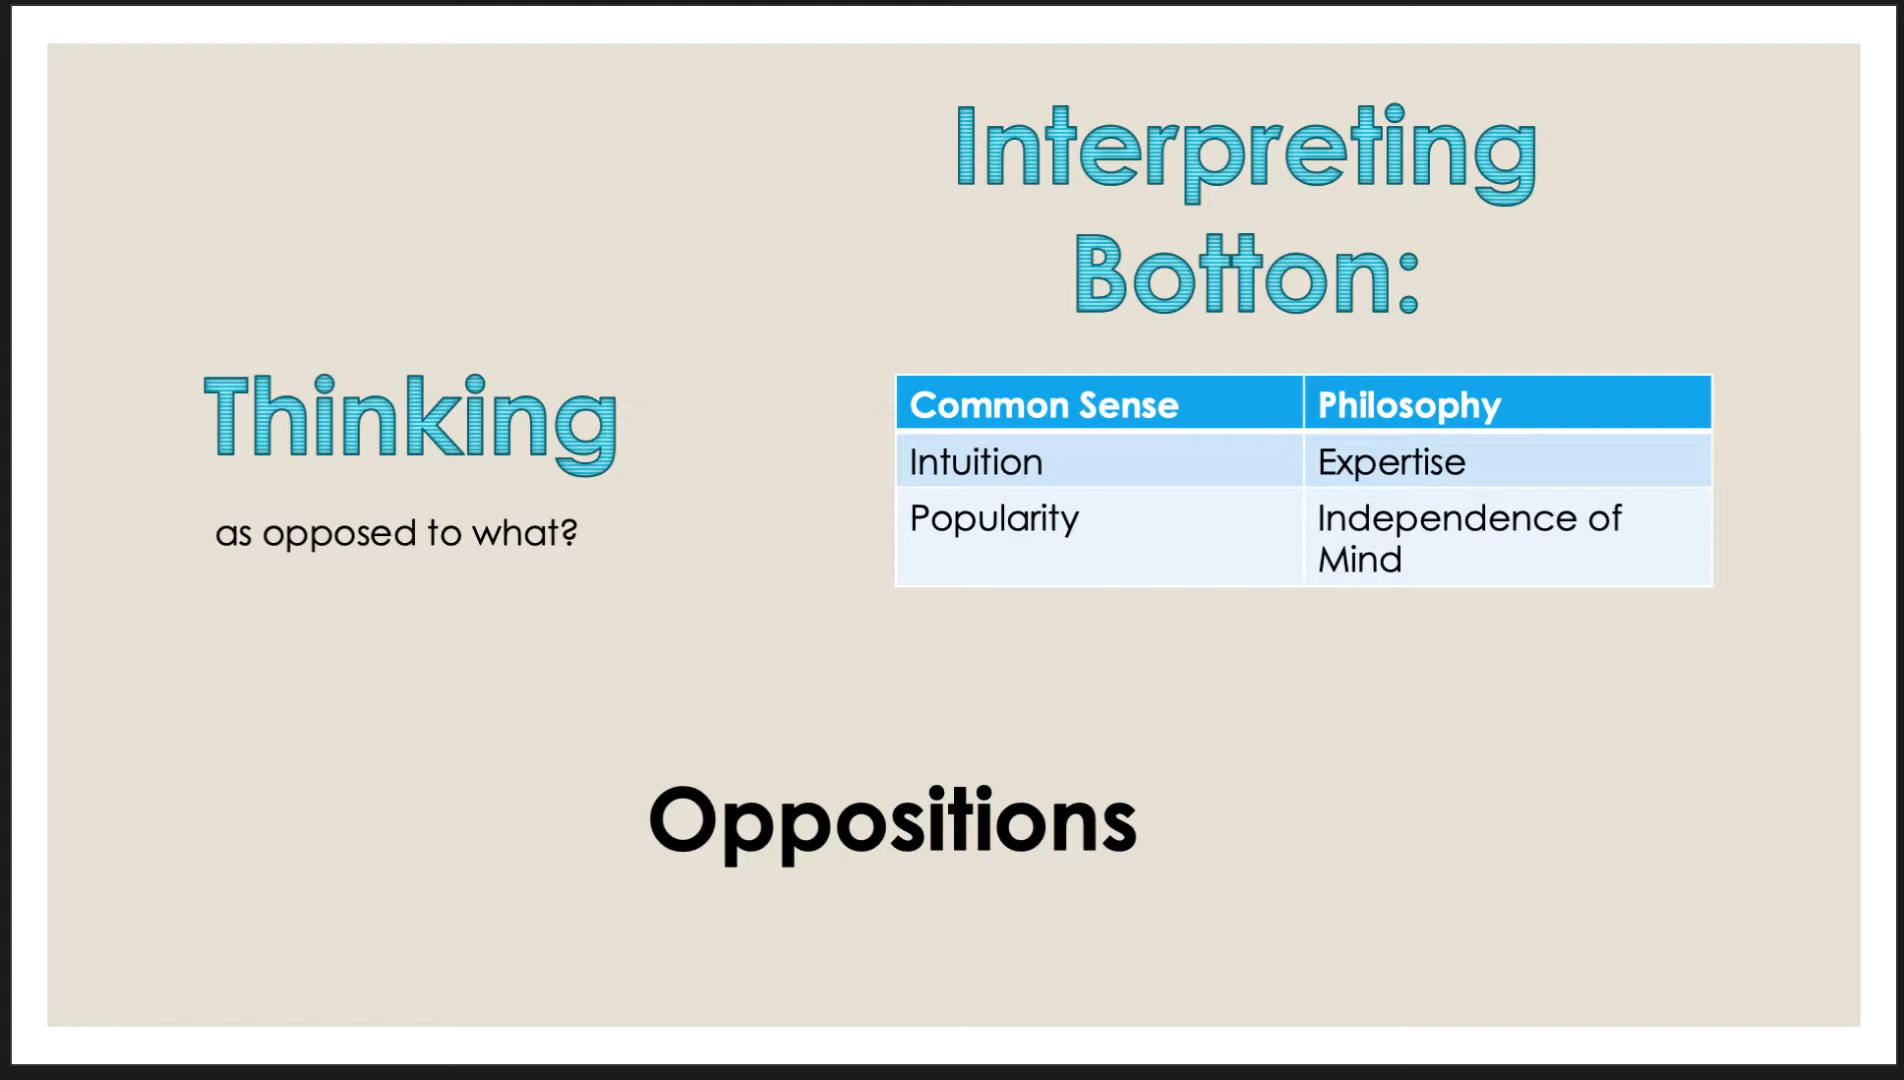 Thinking
as opposed to what?
Interpreting
Botton:
Common Sense Philosophy
Intuition Expertise
Popularity Independence of
Mind
Oppositions